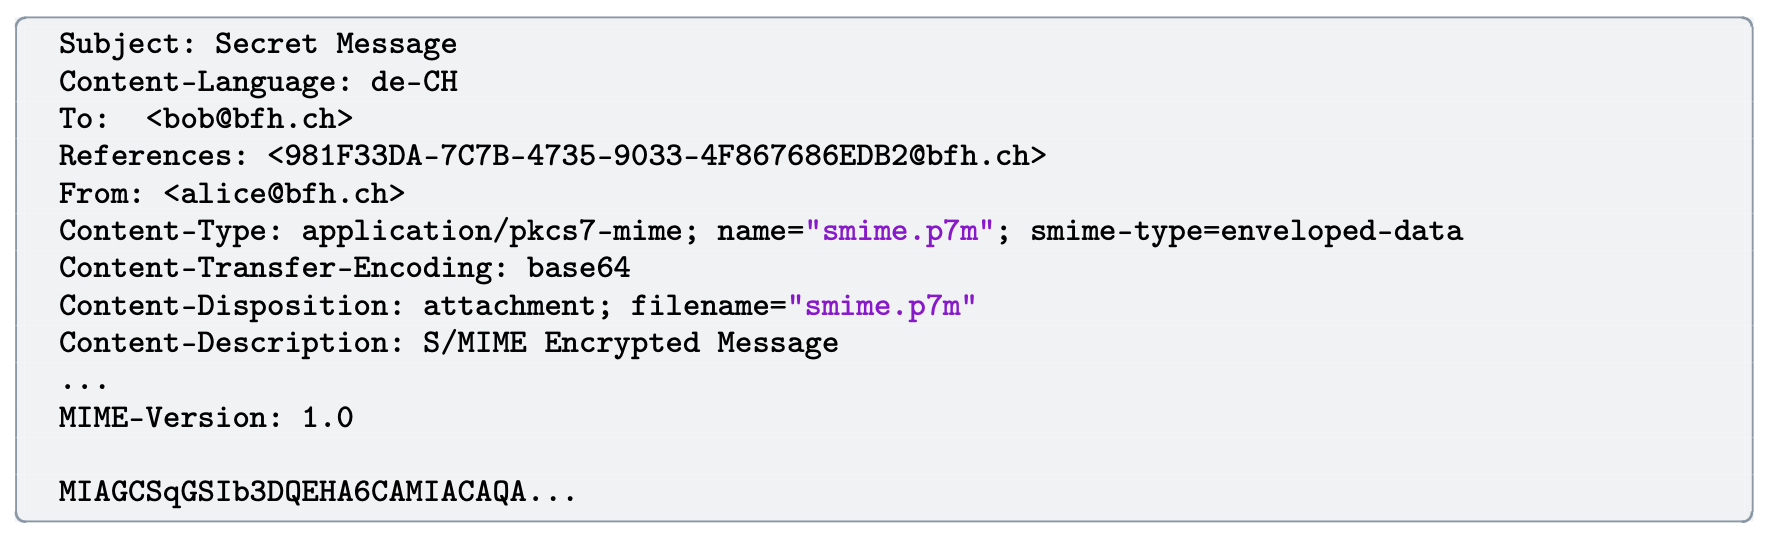 Subject: Secret Message
Content-Language: de-CH
To:  <bob@bfh.ch>
References: <981F33DA-7C7B-4735-9033-4F867686EDB2@bfh.ch>
From: <alice@bfh.ch>
Content-Type: application/pkcs7-mime; name="smime.p7m"; smime-type=enveloped-data
Content-Transfer-Encoding: base64
Content-Disposition: attachment; filename="smime.p7m"
Content-Description: S/MIME Encrypted Message
...
MIME-Version: 1.0

MIAGCSqGSIb3DQEHA6CAMIACAQA...